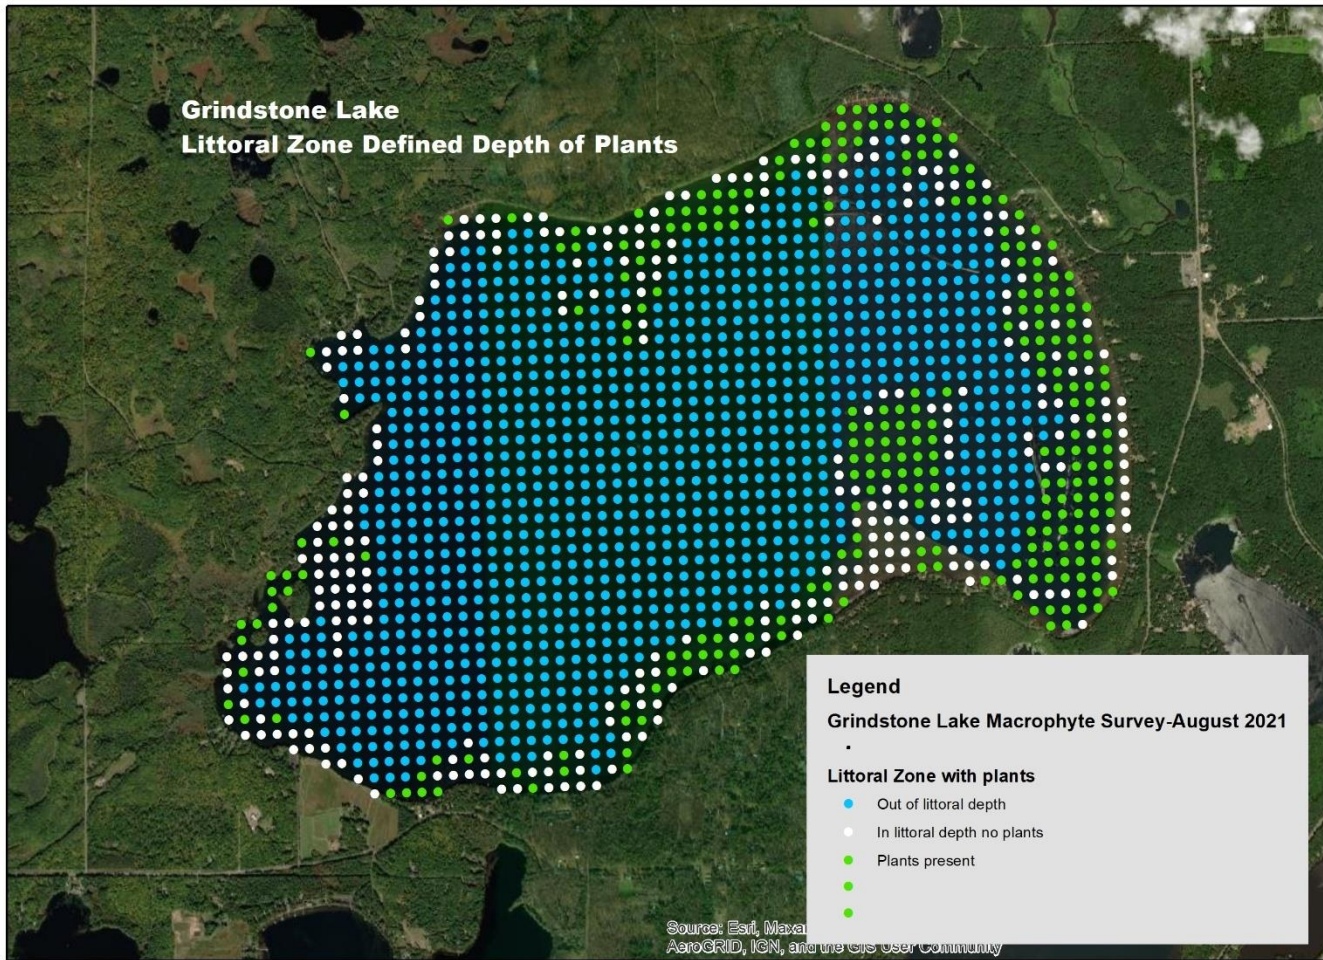 Grindstone Lake
Littoral Zone Defined Depth of Plants
Legend
Grindstone Lake Macrophyte Survey-August 2021
Littoral Zone with plants
Out of littoral depth
In littoral depth no plants
Plants present
Source: Esri,
AeroGRID, IGN, and the GIS User Community